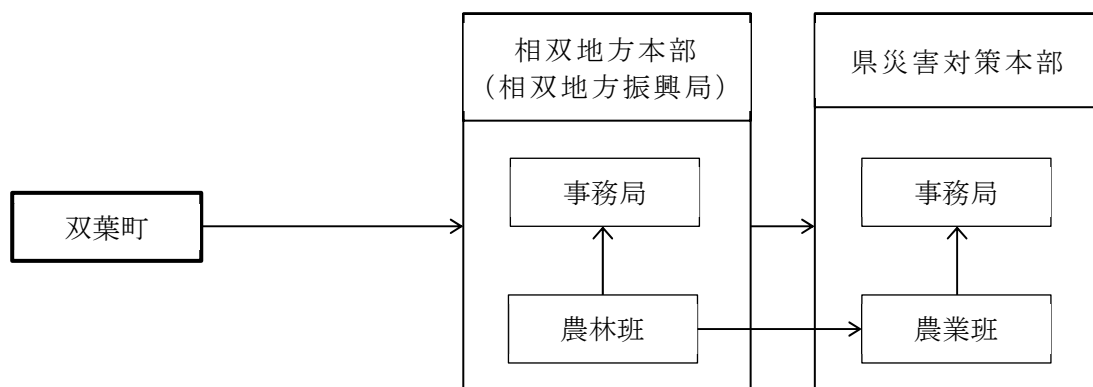 双葉町
相双地方本部
(相双地方振興局)
事務局
農林班
県災害対策本部
事務局
農業班